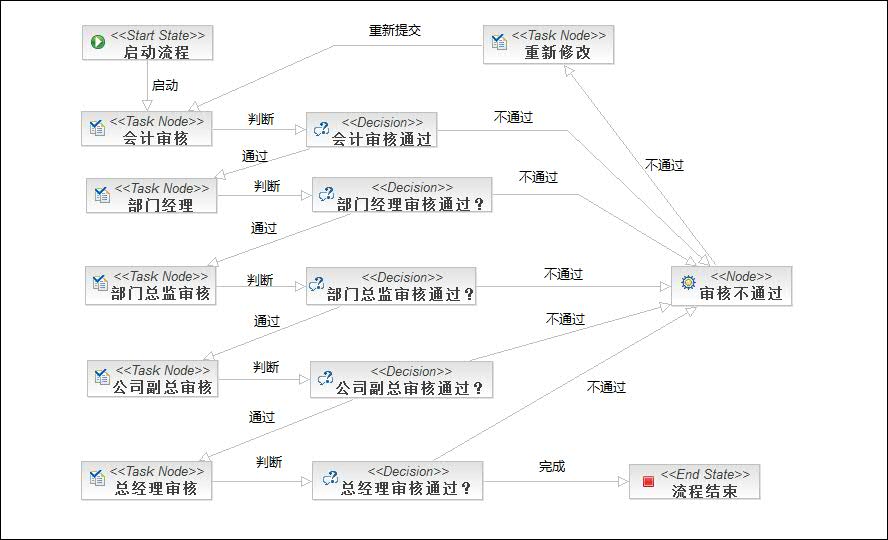 <<Start State>>
启动流程
重新提交
<<Task Node>>
重新修改
启动
<<Task Node>>
会计审核
判断
<<Decision>>
会计审核通过
不通过
通过
不通过
<<Task Node>>
部门经理
判断
<<Decision>>
部门经理审核通过？
不通过
通过
<<Task Node>>
部门总监审核
判断
<<Decision>>
部门总监审核通过？
不通过
<<Node>>
审核不通过
通过
不通过
<<Task Node>>
公司副总审核
判断
<<Decision>>
公司副总审核通过？
不通过
通过
<<Task Node>>
总经理审核
判断
<<Decision>>
总经理审核通过？
完成
<<End State>>
流程结束